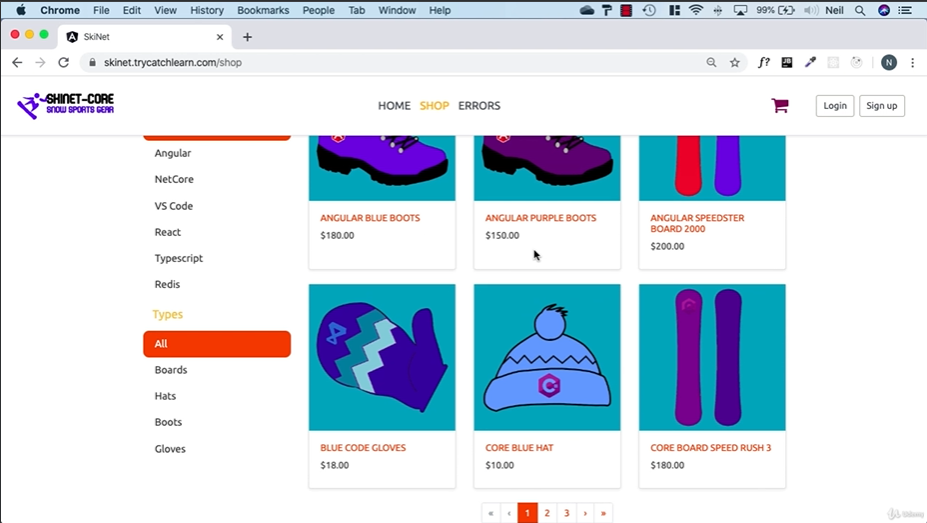 Chrome File Edit View History Bookmarks People Tab Window Help 99% Neil
SkiNet
skinet.trycatchlearn.com/shop
f?
JB
N
SKINET-CORE
SNOW SPORTS GEAR
HOME SHOP ERRORS
Login Sign up
Angular
NetCore
VS Code
React
Typescript
Redis
Types
All
Boards
Hats
Boots
Gloves
ANGULAR BLUE BOOTS
$180.00
ANGULAR PURPLE BOOTS
$150.00
ANGULAR SPEEDSTER
BOARD 2000
$200.00
BLUE CODE GLOVES
$18.00
CORE BLUE HAT
$10.00
CORE BOARD SPEED RUSH 3
$180.00
« ‹ 1 2 3 › »
Udemy